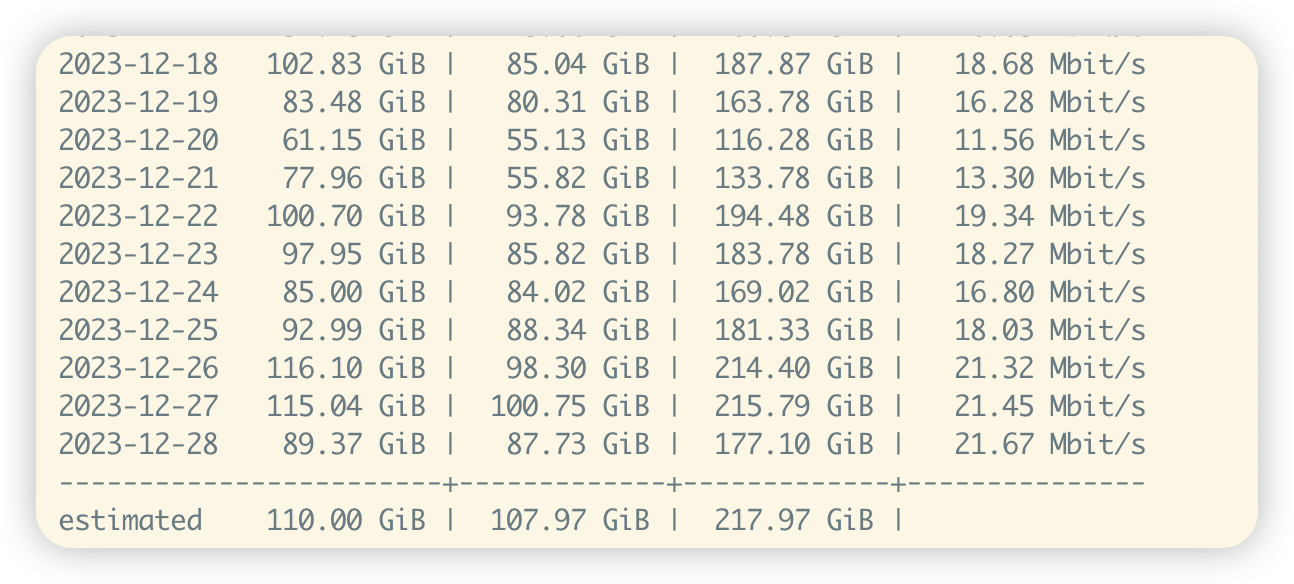 2023-12-18   102.83 GiB |   85.04 GiB |  187.87 GiB |   18.68 Mbit/s
2023-12-19    83.48 GiB |   80.31 GiB |  163.78 GiB |   16.28 Mbit/s
2023-12-20    61.15 GiB |   55.13 GiB |  116.28 GiB |   11.56 Mbit/s
2023-12-21    77.96 GiB |   55.82 GiB |  133.78 GiB |   13.30 Mbit/s
2023-12-22   100.70 GiB |   93.78 GiB |  194.48 GiB |   19.34 Mbit/s
2023-12-23    97.95 GiB |   85.82 GiB |  183.78 GiB |   18.27 Mbit/s
2023-12-24    85.00 GiB |   84.02 GiB |  169.02 GiB |   16.80 Mbit/s
2023-12-25    92.99 GiB |   88.34 GiB |  181.33 GiB |   18.03 Mbit/s
2023-12-26   116.10 GiB |   98.30 GiB |  214.40 GiB |   21.32 Mbit/s
2023-12-27   115.04 GiB |  100.75 GiB |  215.79 GiB |   21.45 Mbit/s
2023-12-28    89.37 GiB |   87.73 GiB |  177.10 GiB |   21.67 Mbit/s
------------------------+-------------+-------------+---------------
estimated    110.00 GiB |  107.97 GiB |  217.97 GiB |